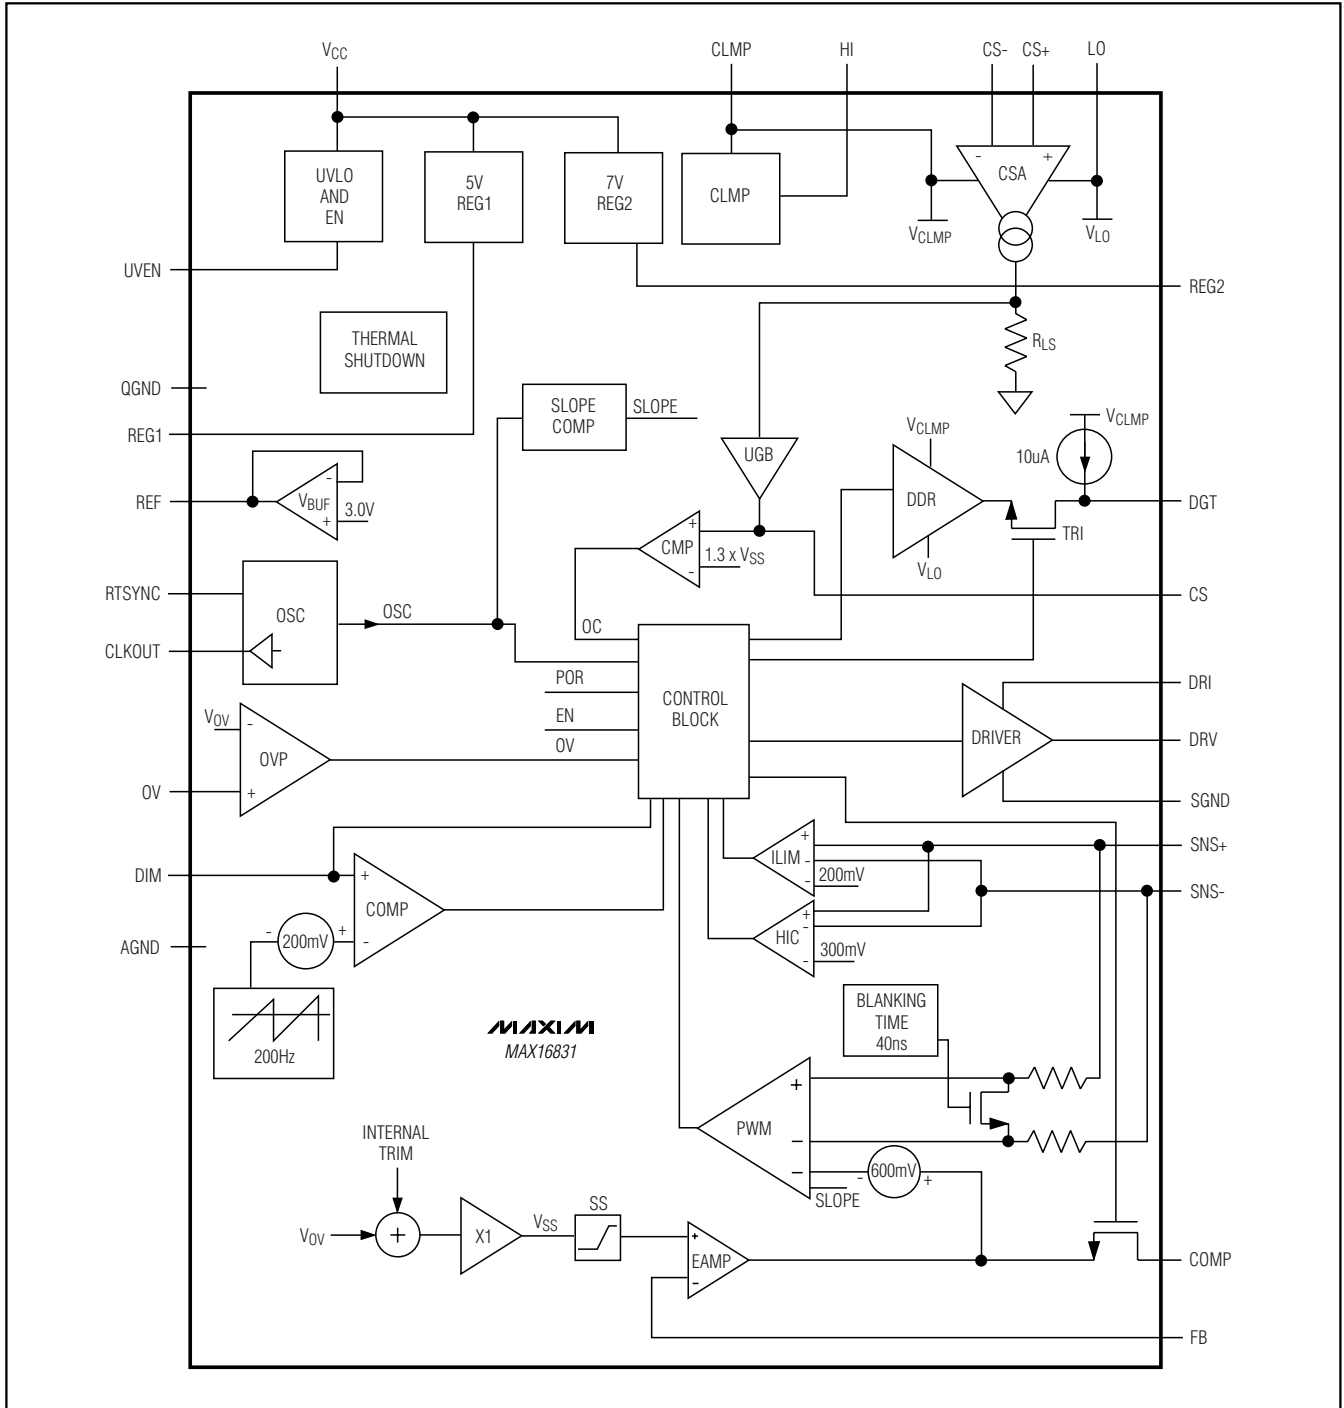 VCC
CLMP
HI
CS-
CS+
LO
UVLO
AND
EN
5V
REG1
7V
REG2
CLMP
-
+
CSA
VCLMP
VLO
UVEN
REG2
THERMAL
SHUTDOWN
RLS
QGND
REG1
SLOPE
COMP
SLOPE
VCLMP
VCLMP
10uA
UGB
REF
-
VBUF
+
3.0V
DDR
DGT
TRI
+
CMP
-
1.3 x VSS
VLO
RTSYNC
OSC
OSC
CS
CLKOUT
OC
POR
EN
OV
CONTROL
BLOCK
DRI
VOV
-
OVP
+
DRIVER
DRV
OV
SGND
+
ILIM
-
-
200mV
SNS+
DIM
+
COMP
-
SNS-
+
HIC
-
-
300mV
AGND
-
200mV
+
200Hz
MAXIM
MAX16831
BLANKING
TIME
40ns
+
PWM
−
−
-
600mV
+
SLOPE
INTERNAL
TRIM
VOV
+
X1
VSS
SS
+
EAMP
-
COMP
FB